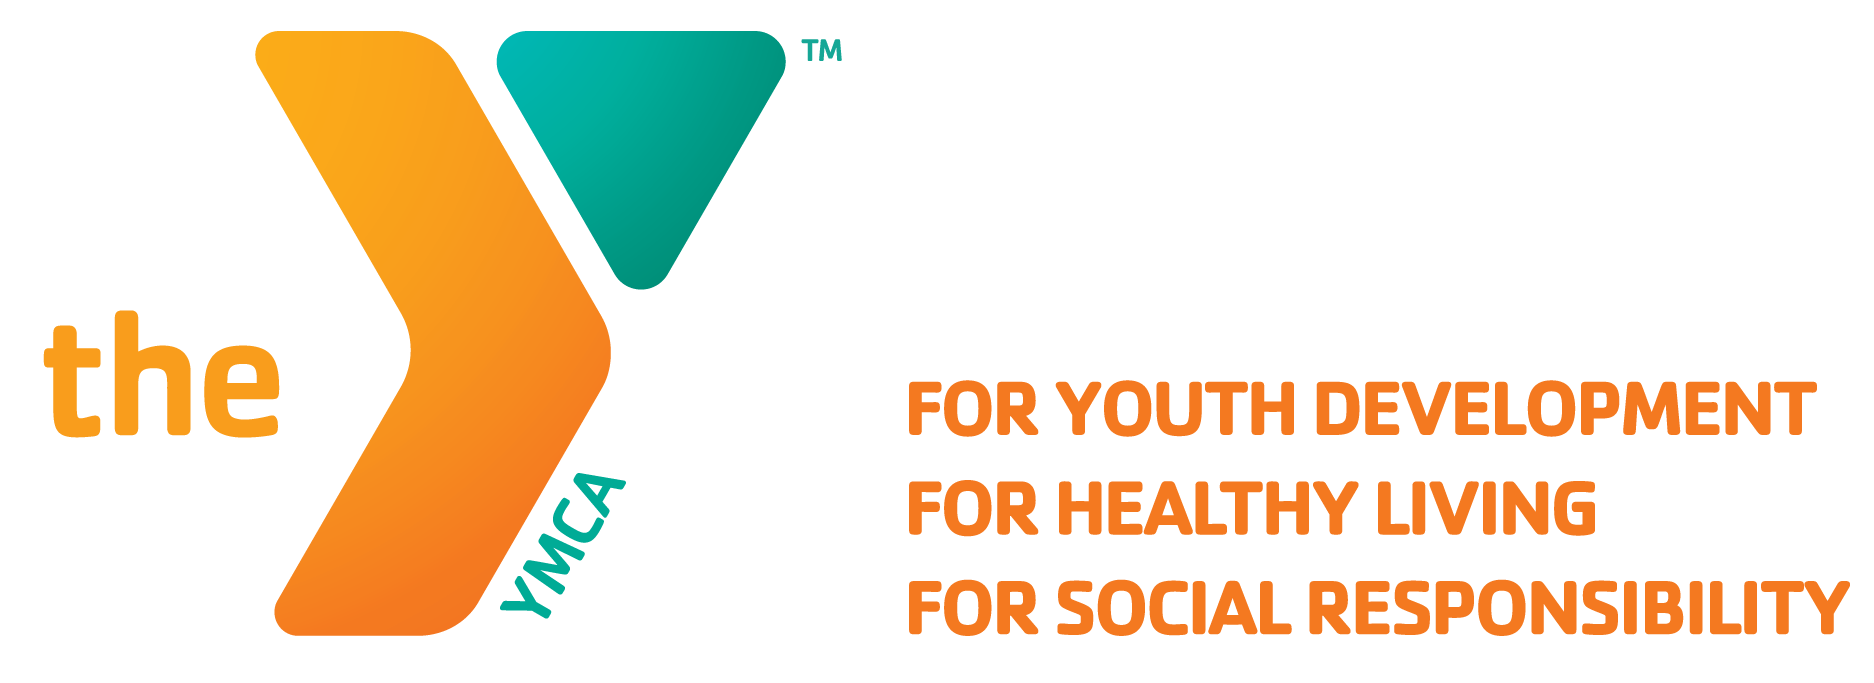 the
Y
™
YMCA
FOR YOUTH DEVELOPMENT
FOR HEALTHY LIVING
FOR SOCIAL RESPONSIBILITY